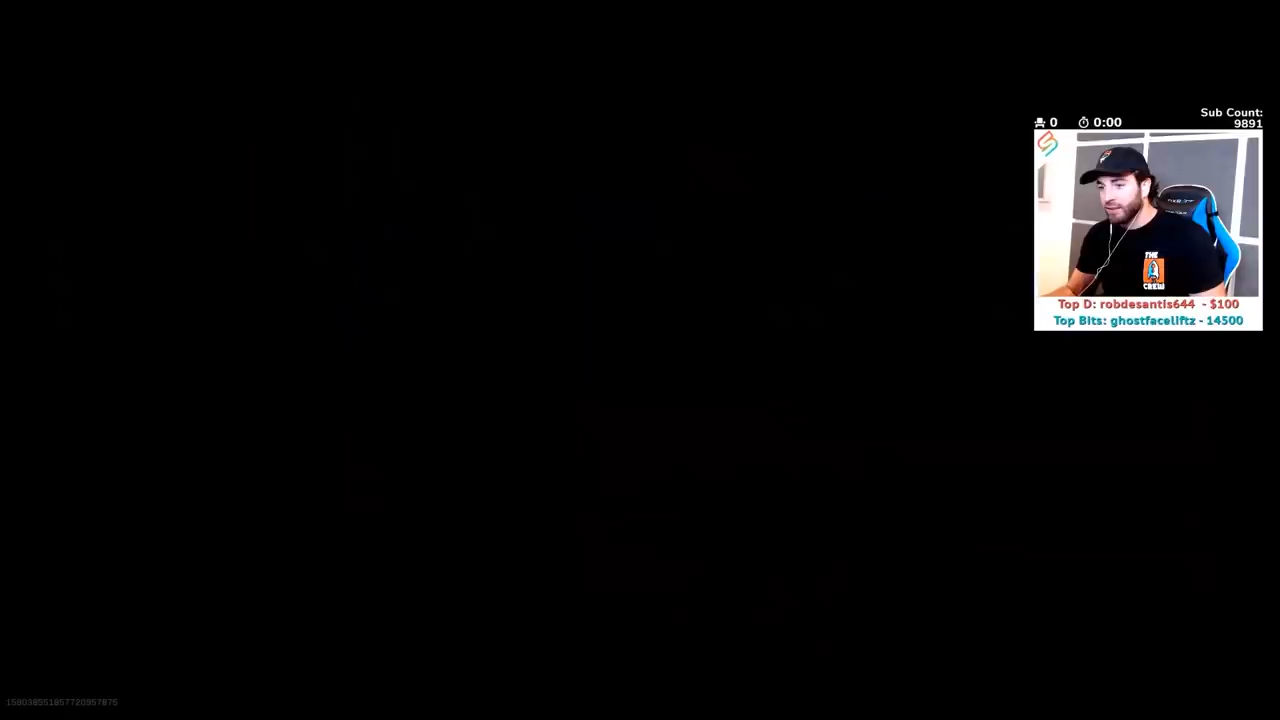 Sub Count:
0 0:00 9891
THE
CREW
Top D: robdesantis644 - $100
Top Bits: ghostfaceliftz - 14500